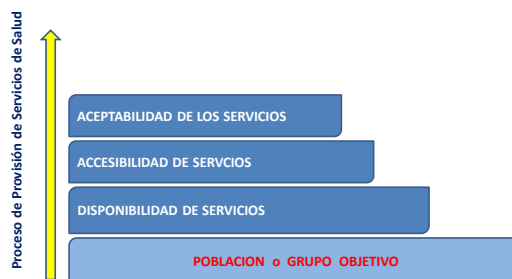 Proceso de Provisión de Servicios de Salud
ACEPTABILIDAD DE LOS SERVICIOS
ACCESIBILIDAD DE SERVCIOS
DISPONIBILIDAD DE SERVICIOS
POBLACION o GRUPO OBJETIVO